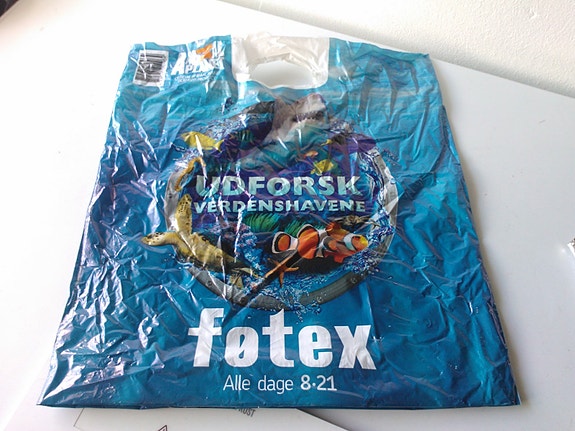 UDFORSK
VERDENSHAVENE
føtex
Alle dage 8-21